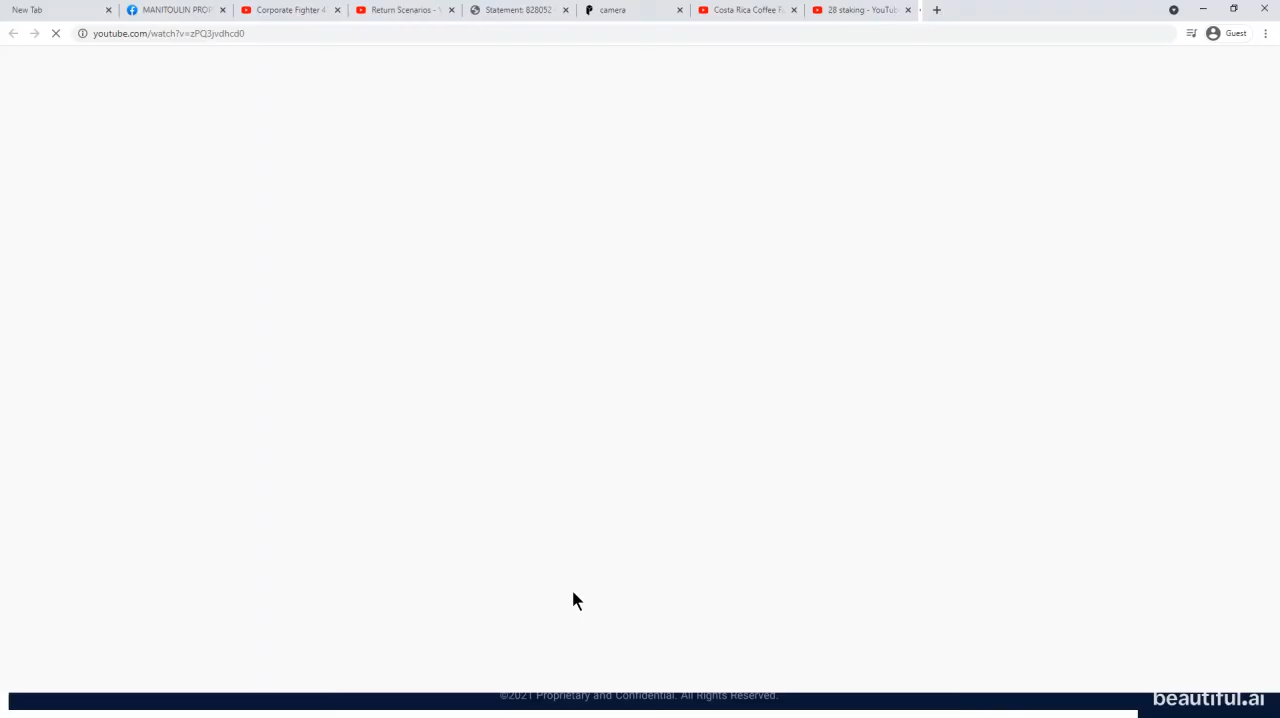 New Tab
MANITOULIN PROP
Corporate Fighter 4
Return Scenarios -
Statement: 828052 -
camera
Costa Rica Coffee
28 staking - YouTub
youtube.com/watch?v=zPQ3jvdhcd0
Guest
©2021 Proprietary and Confidential. All Rights Reserved.
beautiful.ai